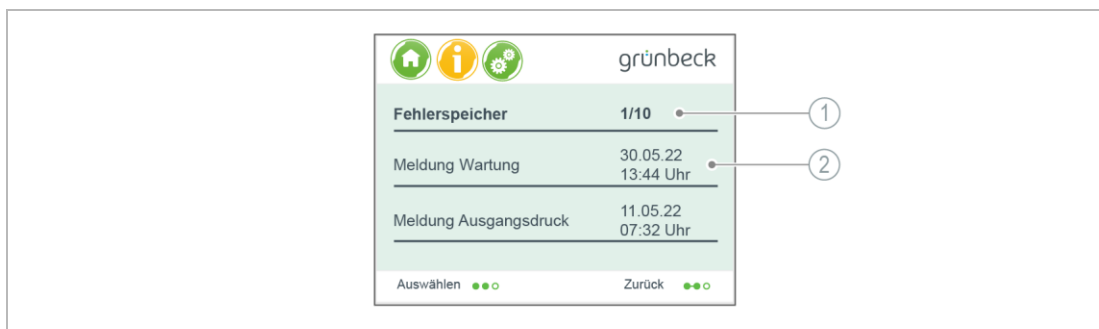 grünbeck
Fehlerspeicher 1/10
1
Meldung Wartung 30.05.22
13:44 Uhr
2
Meldung Ausgangsdruck 11.05.22
07:32 Uhr
Auswählen Zurück